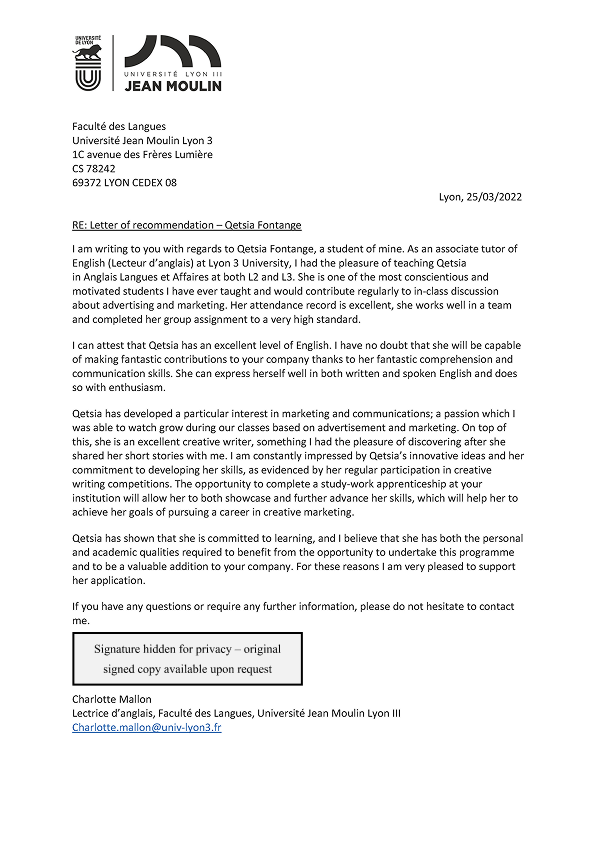 UNIVERSITÉ
DE LYON
UNIVERSITÉ LYON III
JEAN MOULIN
Faculté des Langues
Université Jean Moulin Lyon 3
1C avenue des Frères Lumière
CS 78242
69372 LYON CEDEX 08
Lyon, 25/03/2022
RE: Letter of recommendation – Qetsia Fontange
I am writing to you with regards to Qetsia Fontange, a student of mine. As an associate tutor of
English (Lecteur d’anglais) at Lyon 3 University, I had the pleasure of teaching Qetsia
in Anglais Langues et Affaires at both L2 and L3. She is one of the most conscientious and
motivated students I have ever taught and would contribute regularly to in-class discussion
about advertising and marketing. Her attendance record is excellent, she works well in a team
and completed her group assignment to a very high standard.
I can attest that Qetsia has an excellent level of English. I have no doubt that she will be capable
of making fantastic contributions to your company thanks to her fantastic comprehension and
communication skills. She can express herself well in both written and spoken English and does
so with enthusiasm.
Qetsia has developed a particular interest in marketing and communications; a passion which I
was able to watch grow during our classes based on advertisement and marketing. On top of
this, she is an excellent creative writer, something I had the pleasure of discovering after she
shared her short stories with me. I am constantly impressed by Qetsia’s innovative ideas and her
commitment to developing her skills, as evidenced by her regular participation in creative
writing competitions. The opportunity to complete a study-work apprenticeship at your
institution will allow her to both showcase and further advance her skills, which will help her to
achieve her goals of pursuing a career in creative marketing.
Qetsia has shown that she is committed to learning, and I believe that she has both the personal
and academic qualities required to benefit from the opportunity to undertake this programme
and to be a valuable addition to your company. For these reasons I am very pleased to support
her application.
If you have any questions or require any further information, please do not hesitate to contact
me.
Signature hidden for privacy – original
signed copy available upon request
Charlotte Mallon
Lectrice d’anglais, Faculté des Langues, Université Jean Moulin Lyon III
Charlotte.mallon@univ-lyon3.fr